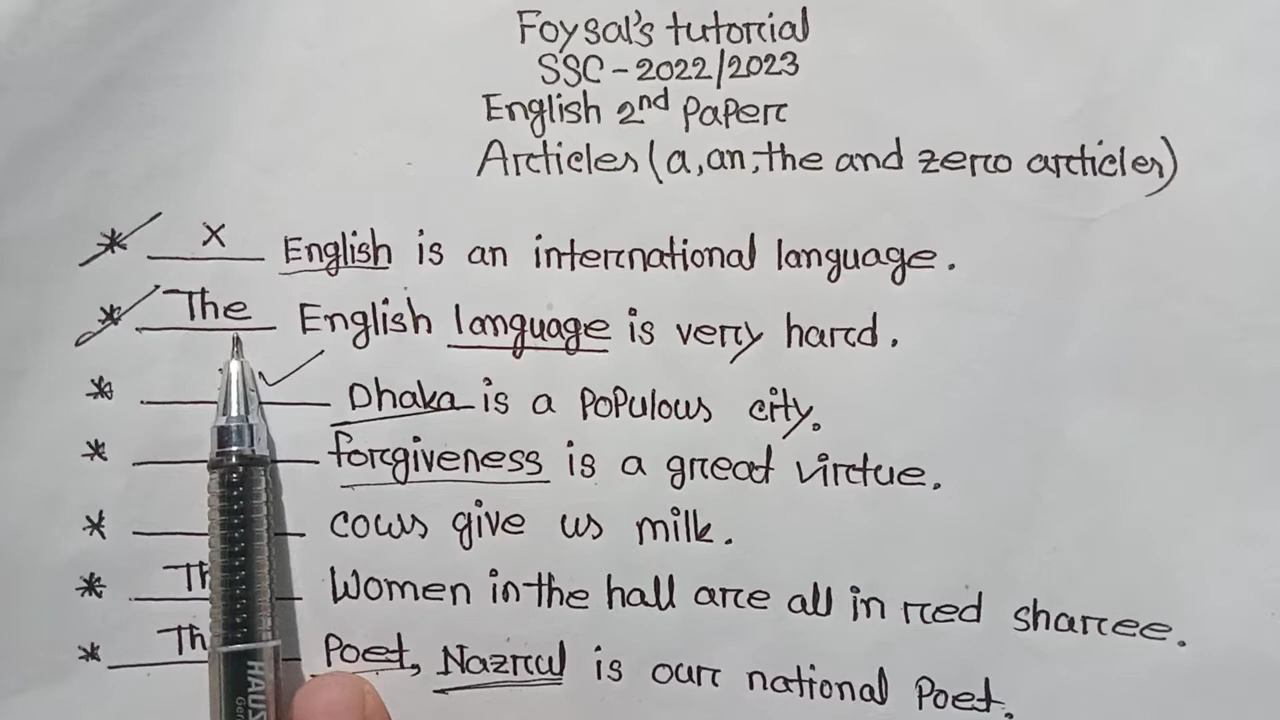 Foysal's tutorial
SSC - 2022/2023
English 2nd Paper
Articles (a, an, the and zero articles)
* X English is an international language.
* The English language is very hard.
* Dhaka is a populous city.
* forgiveness is a great virtue.
* cows give us milk.
* Women in the hall are all in red sharee.
* Poet, Nazrul is our national Poet.
HAUS
Ger